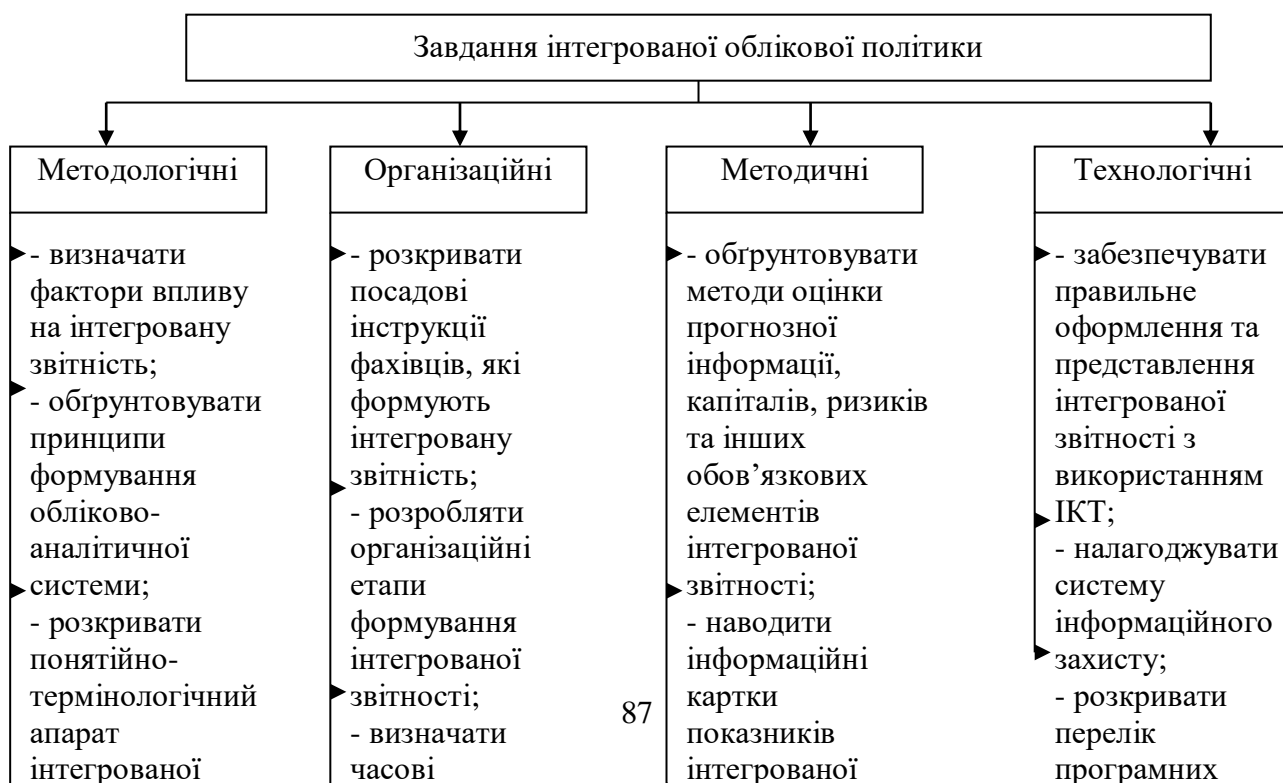 Завдання інтегрованої облікової політики
Методологічні
- визначати
фактори впливу
на інтегровану
звітність;
- обґрунтовувати
принципи
формування
обліково-
аналітичної
системи;
- розкривати
понятійно-
термінологічний
апарат
інтегрованої
Організаційні
- розкривати
посадові
інструкції
фахівців, які
формують
інтегровану
звітність;
- розробляти
організаційні
етапи
формування
інтегрованої
звітності;
- визначати
часові
Методичні
- обґрунтовувати
методи оцінки
прогнозної
інформації,
капіталів, ризиків
та інших
обов’язкових
елементів
інтегрованої
звітності;
- наводити
інформаційні
картки
показників
інтегрованої
Технологічні
- забезпечувати
правильне
оформлення та
представлення
інтегрованої
звітності з
використанням
ІКТ;
- налагоджувати
систему
інформаційного
захисту;
- розкривати
перелік
програмних
87